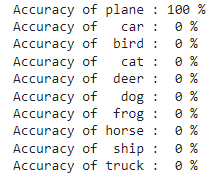 Accuracy of plane : 100 %
Accuracy of   car :  0 %
Accuracy of  bird :  0 %
Accuracy of   cat :  0 %
Accuracy of  deer :  0 %
Accuracy of   dog :  0 %
Accuracy of  frog :  0 %
Accuracy of horse :  0 %
Accuracy of  ship :  0 %
Accuracy of truck :  0 %